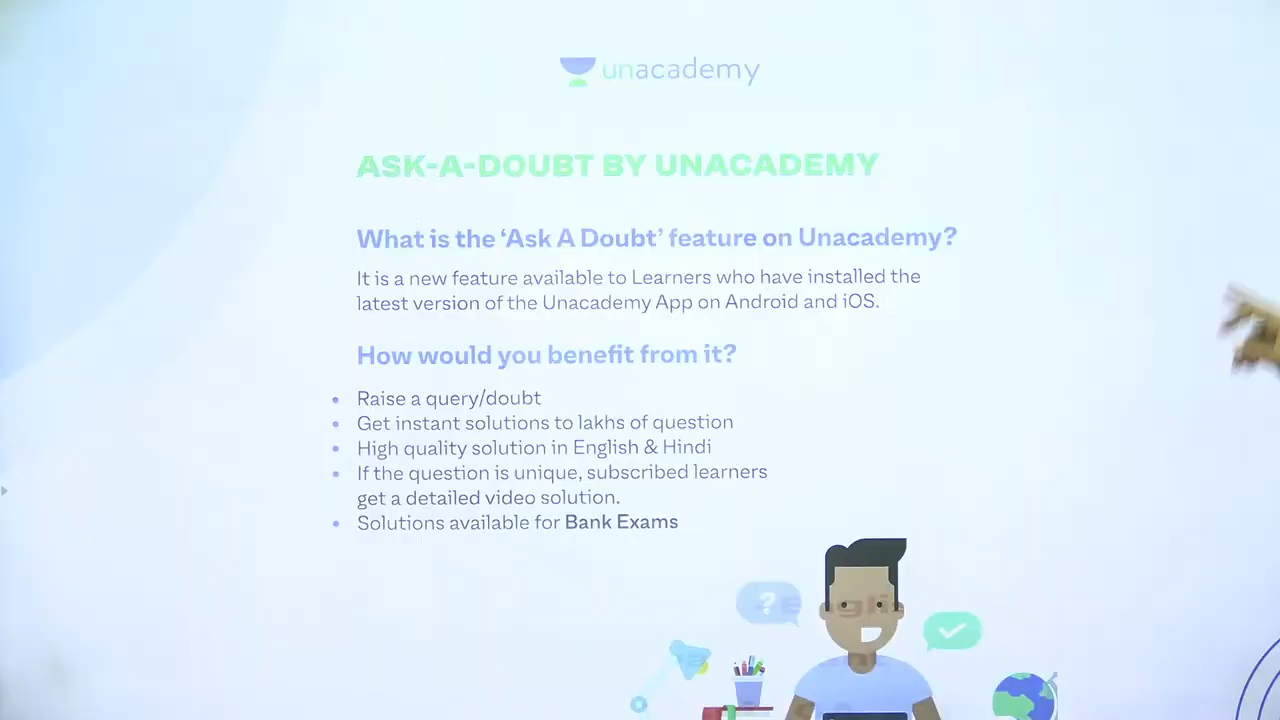 unacademy
ASK-A-DOUBT BY UNACADEMY
What is the ‘Ask A Doubt’ feature on Unacademy?
It is a new feature available to Learners who have installed the
latest version of the Unacademy App on Android and iOS.
How would you benefit from it?
• Raise a query/doubt
• Get instant solutions to lakhs of question
• High quality solution in English & Hindi
• If the question is unique, subscribed learners
get a detailed video solution.
• Solutions available for Bank Exams
?